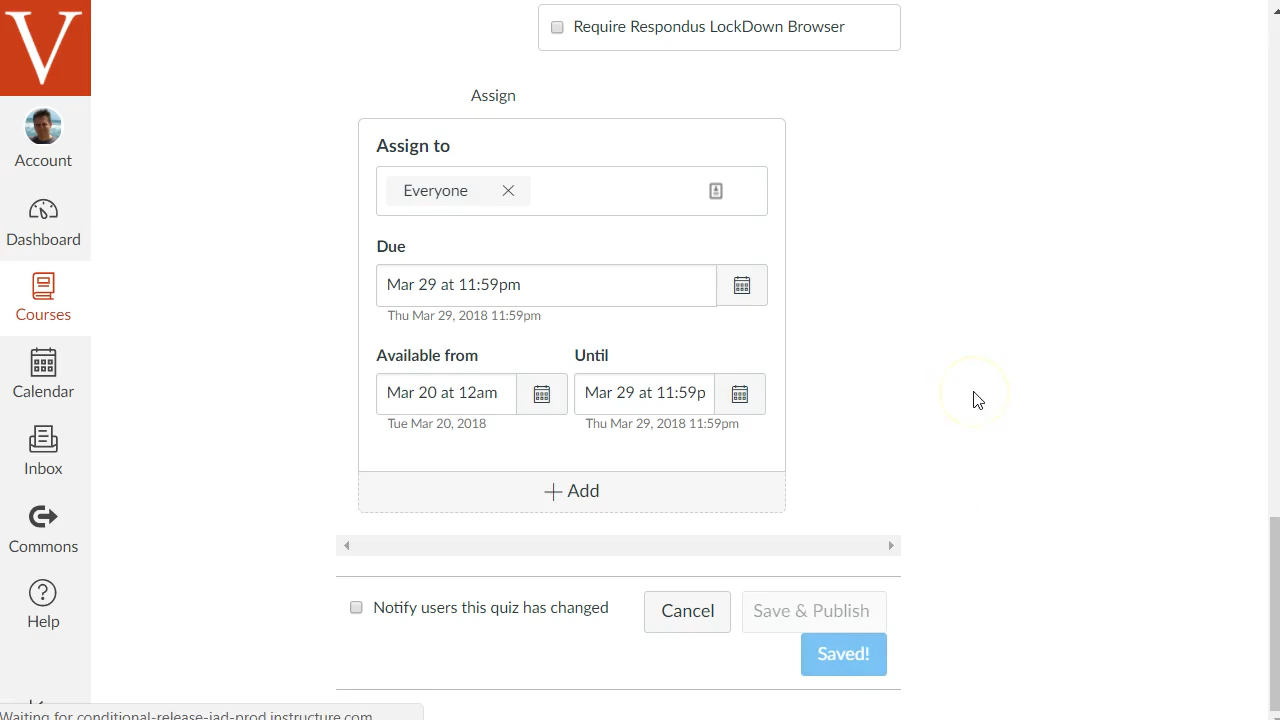 V
Account
Dashboard
Courses
Calendar
Inbox
Commons
Help
Require Respondus LockDown Browser
Assign
Assign to
Everyone
Due
Mar 29 at 11:59pm
Thu Mar 29, 2018 11:59pm
Available from
Until
Mar 20 at 12am
Mar 29 at 11:59p
Tue Mar 20, 2018
Thu Mar 29, 2018 11:59pm
Add
Notify users this quiz has changed
Cancel
Save & Publish
Saved!
Waiting for conditional-release-iad-prod.instructure.com